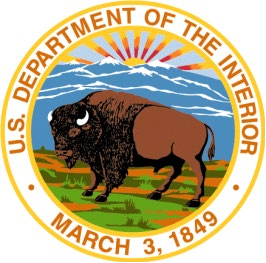 U.S. DEPARTMENT OF THE INTERIOR
MARCH 3, 1849